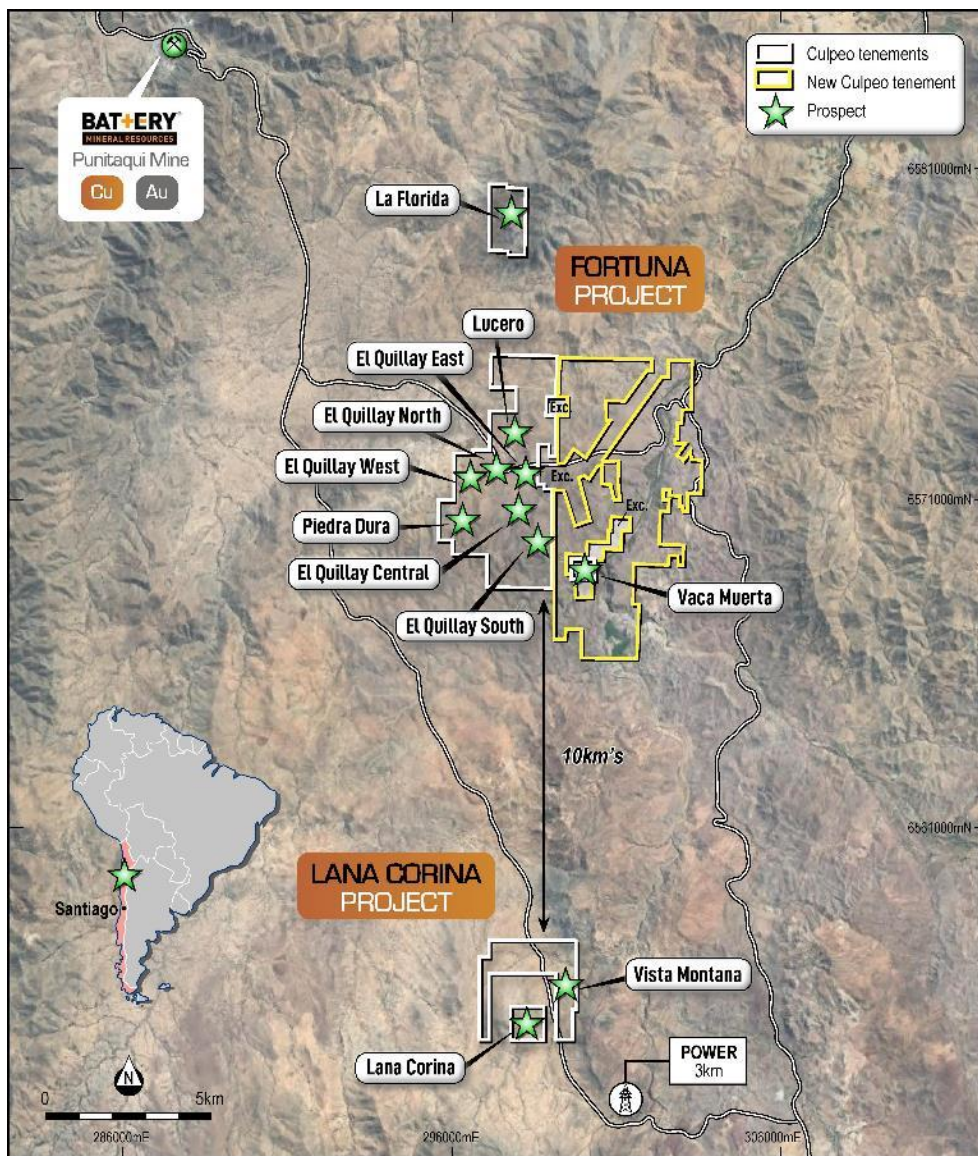 Culpeo tenements
New Culpeo tenement
Prospect
BATTERY
MINERAL RESOURCES
Punitaqui Mine
Cu
Au
6581000mN
La Florida
FORTUNA
PROJECT
Lucero
El Quillay East
Exc.
El Quillay North
El Quillay West
Exc.
6571000mN
Exc.
Piedra Dura
El Quillay Central
Vaca Muerta
El Quillay South
10km's
6561000mN
LANA CORINA
PROJECT
Santiago
Vista Montana
POWER
3km
Lana Corina
N
0
5km
286000mE
296000mE
306000mE